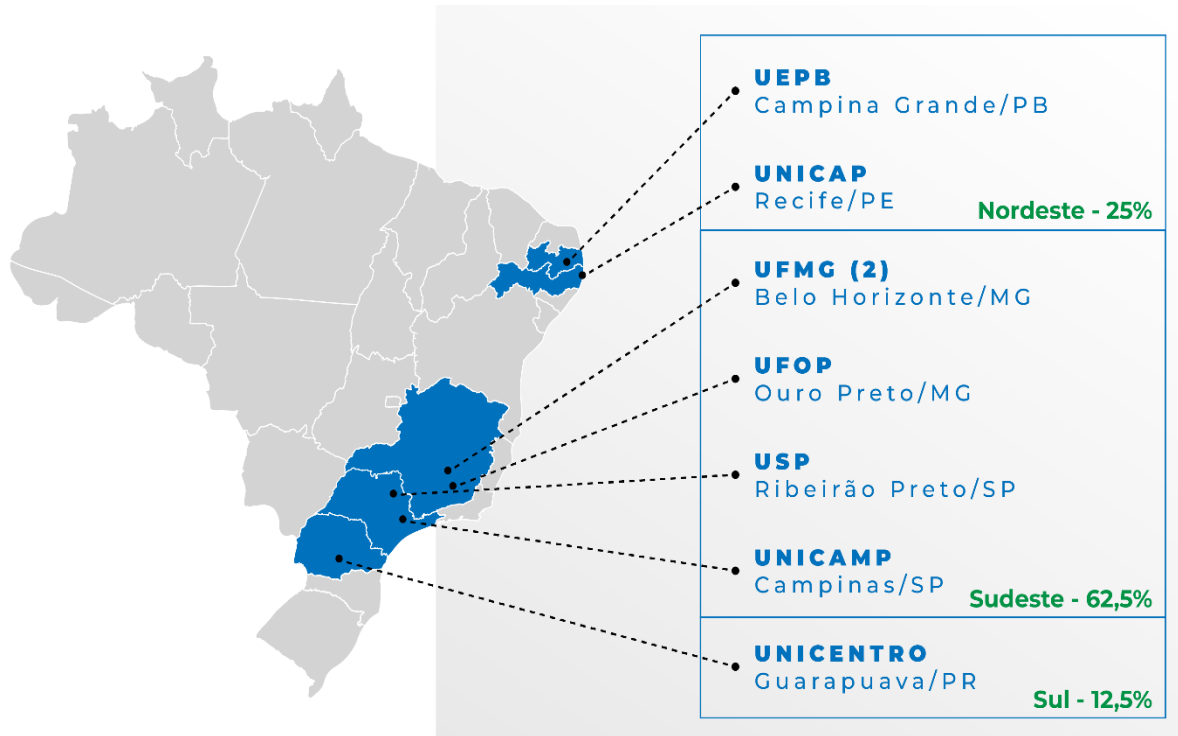 UEPB
Campina Grande/PB
UNICAP
Recife/PE
Nordeste - 25%
UFMG (2)
Belo Horizonte/MG
UFOP
Ouro Preto/MG
USP
Ribeirão Preto/SP
UNICAMP
Campinas/SP
Sudeste - 62,5%
UNICENTRO
Guarapuava/PR
Sul - 12,5%